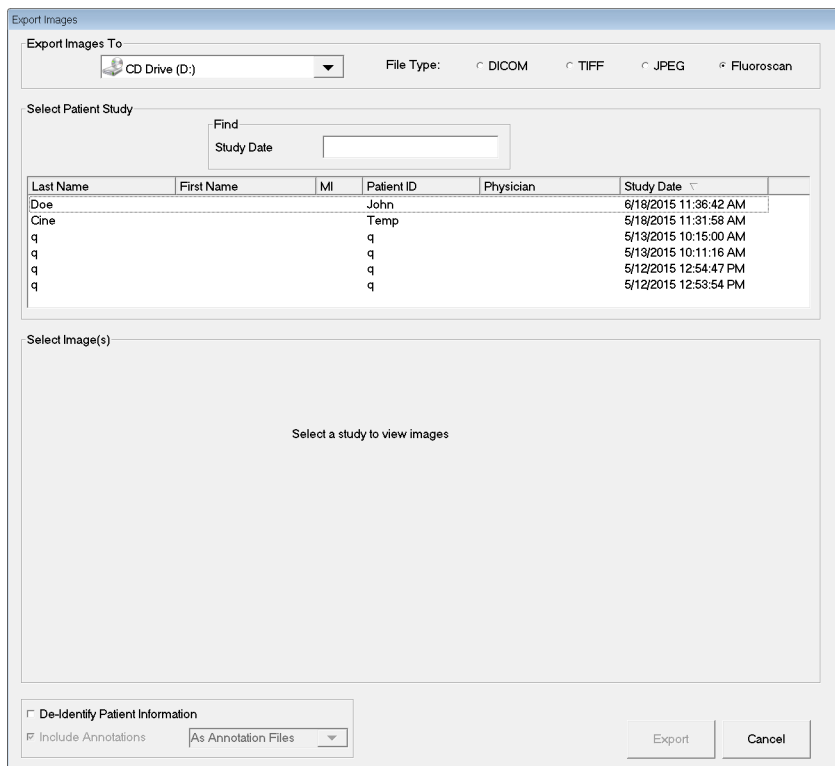 Export Images
Export Images To
CD Drive (D:) File Type: DICOM TIFF JPEG Fluoroscan
Select Patient Study
Find
Study Date
Last Name First Name MI Patient ID Physician Study Date
Doe John 6/18/2015 11:36:42 AM
Cine Temp 5/18/2015 11:31:58 AM
q q 5/13/2015 10:15:00 AM
q q 5/13/2015 10:11:16 AM
q q 5/12/2015 12:54:47 PM
q q 5/12/2015 12:53:54 PM
Select Image(s)
Select a study to view images
De-Identify Patient Information
Include Annotations As Annotation Files Export Cancel